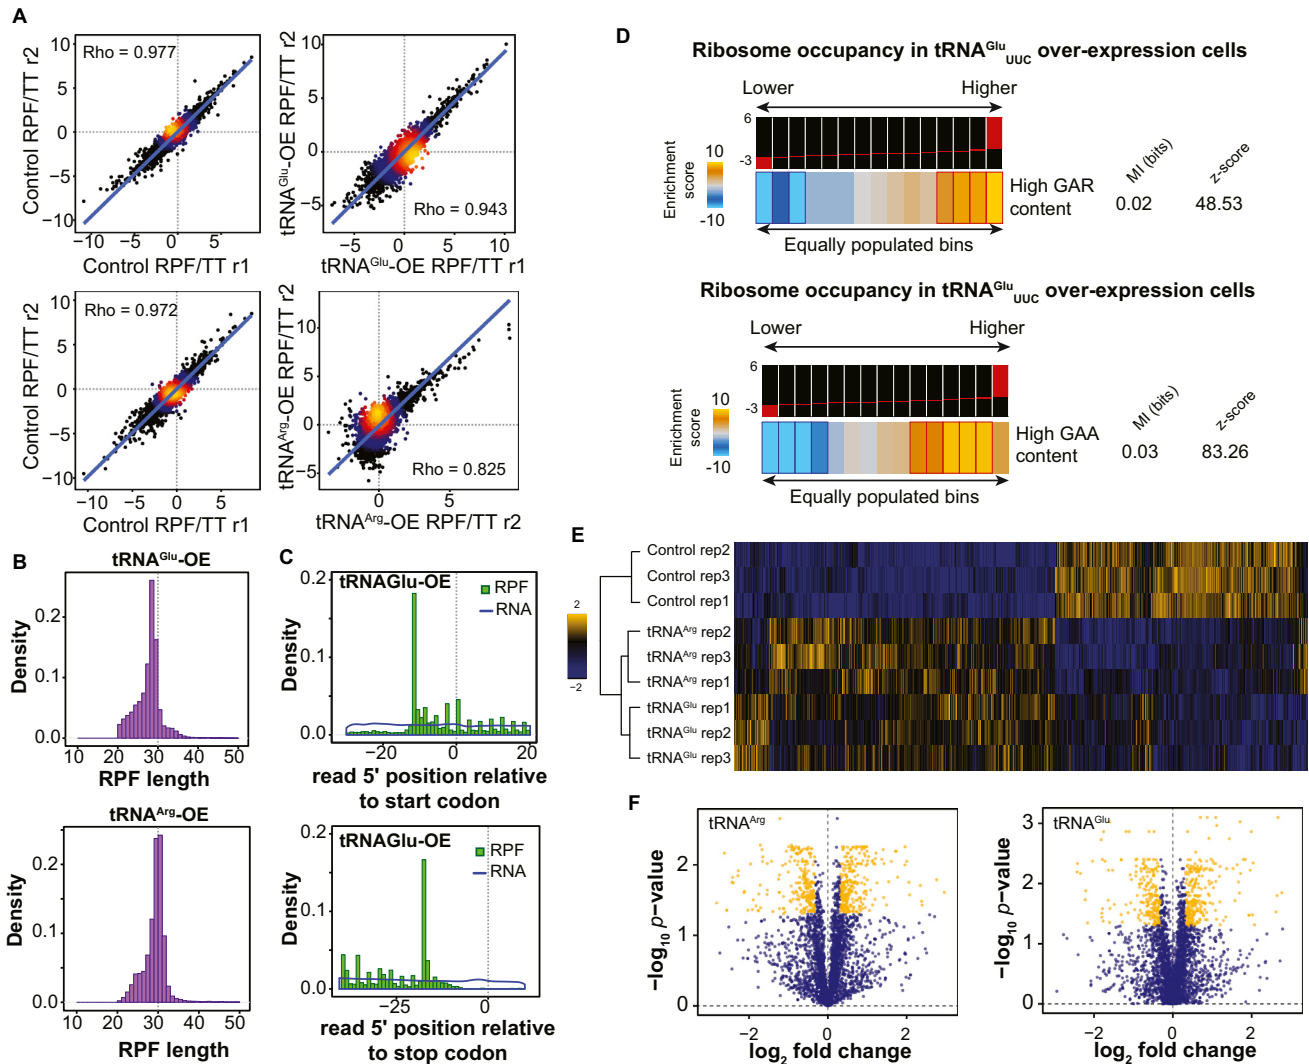 A
Rho = 0.977
Control RPF/TT r2
5
0
−5
−10
−10
−5
0
5
Control RPF/TT r1
Rho = 0.943
tRNAGlu-OE RPF/TT r2
10
5
0
−5
−5
0
5
10
tRNAGlu-OE RPF/TT r1
Rho = 0.972
Control RPF/TT r2
10
5
0
−5
−10
−10
−5
0
5
Control RPF/TT r1
Rho = 0.825
tRNAArg-OE RPF/TT r2
10
5
0
−5
0
5
tRNAArg-OE RPF/TT r2
B
tRNAGlu-OE
Density
0.2
0.1
0.0
10 20 30 40 50
RPF length
tRNAArg-OE
Density
0.2
0.1
0.0
10 20 30 40 50
RPF length
C
tRNAGlu-OE
RPF
RNA
Density
0.2
0.1
0.0
−20 0 20
read 5' position relative
to start codon
tRNAGlu-OE
RPF
RNA
Density
0.2
0.1
0.0
−25 0
read 5' position relative
to stop codon
D
Ribosome occupancy in tRNAGluUUC over-expression cells
Lower Higher
6
-3
10
-10
Enrichment
score
High GAR
content
MI (bits)
z-score
0.02 48.53
Equally populated bins
Ribosome occupancy in tRNAGluUUC over-expression cells
Lower Higher
6
-3
10
-10
Enrichment
score
High GAA
content
MI (bits)
z-score
0.03 83.26
Equally populated bins
E
2
−2
Control rep2
Control rep3
Control rep1
tRNAArg rep2
tRNAArg rep3
tRNAArg rep1
tRNAGlu rep1
tRNAGlu rep2
tRNAGlu rep3
F
tRNAArg
−log10 p−value
2
1
0
−2 0 2
log2 fold change
tRNAGlu
−log10 p−value
3
2
1
0
−2 0 2
log2 fold change